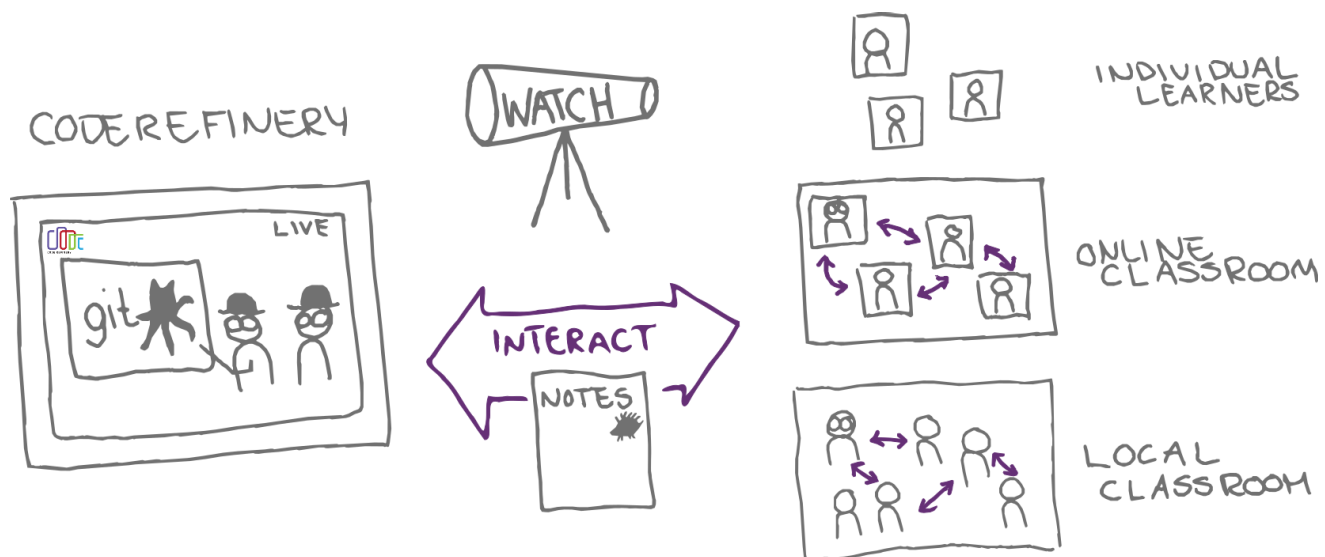 CODEREFINERY
LIVE
git
WATCH
INTERACT
NOTES
INDIVIDUAL
LEARNERS
ONLINE
CLASSROOM
LOCAL
CLASSROOM